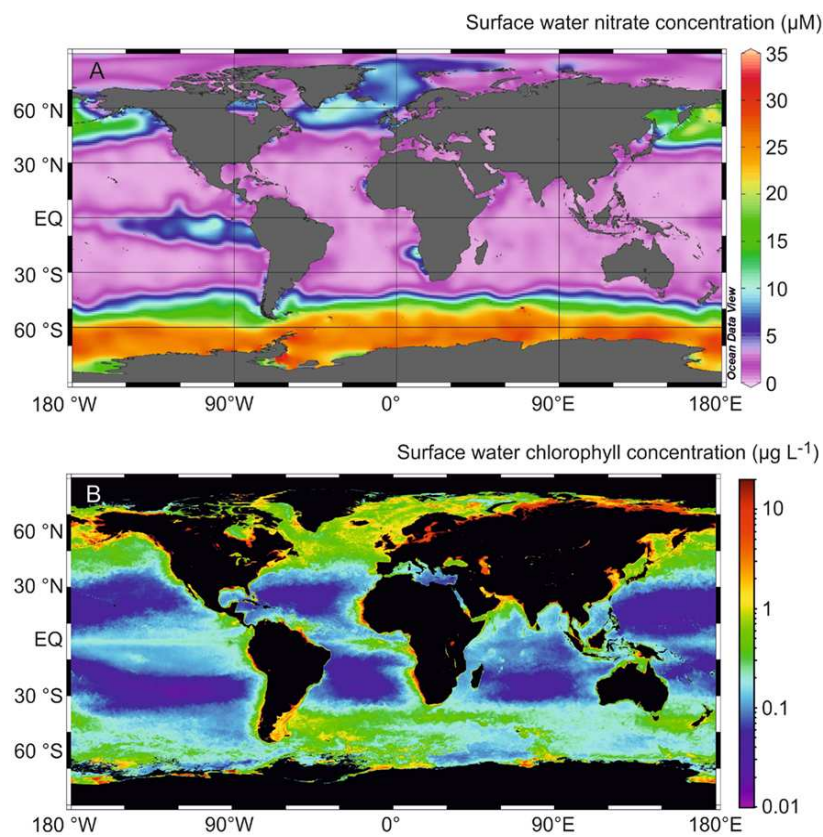 Surface water nitrate concentration (µM)
A
60 °N
30 °N
EQ
30 °S
60 °S
180 °W
90°W
0°
90°E
180°E
35
30
25
20
15
10
5
0
Ocean Data View
Surface water chlorophyll concentration (µg L-1)
B
60 °N
30 °N
EQ
30 °S
60 °S
180 °W
90°W
0°
90°E
180°E
10
1
0.1
0.01